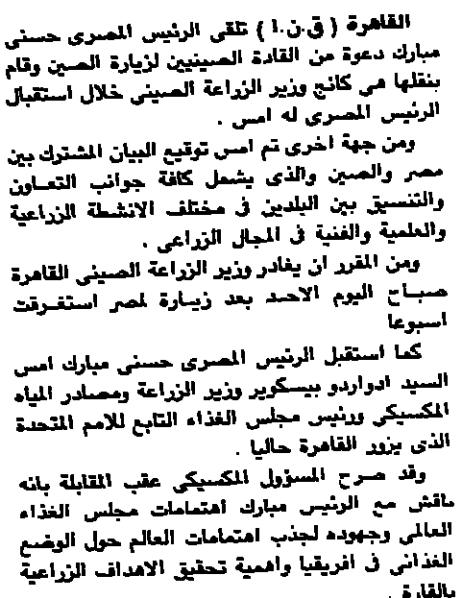 القاهرة ( ق.ن.ا ) تلقى الرئيس المصرى حسنى
مبارك دعوة من القادة الصينيين لزيارة الصين وقام
بنقلها هى كانج وزير الزراعة الصينى خلال استقبال
الرئيس المصرى له امس .
ومن جهة اخرى تم امس توقيع البيان المشترك بين
مصر والصين والذى يشمل كافة جوانب التعاون
والتنسيق بين البلدين فى مختلف الانشطة الزراعية
والعلمية والفنية فى المجال الزراعى .
ومن المقرر ان يغادر وزير الزراعة الصينى القاهرة
صباح اليوم الاحد بعد زيارة لمصر استغرقت
اسبوعا
كما استقبل الرئيس المصرى حسنى مبارك امس
السيد ادواردو بيسكوير وزير الزراعة ومصادر المياه
المكسيكى ورئيس مجلس الغذاء التابع للامم المتحدة
الذى يزور القاهرة حاليا .
وقد صرح المسؤول المكسيكى عقب المقابلة بانه
ناقش مع الرئيس مبارك اهتمامات مجلس الغذاء
العالمى وجهوده لجذب اهتمامات العالم حول الوضع
الغذائى فى افريقيا واهمية تحقيق الاهداف الزراعية
بالقارة .